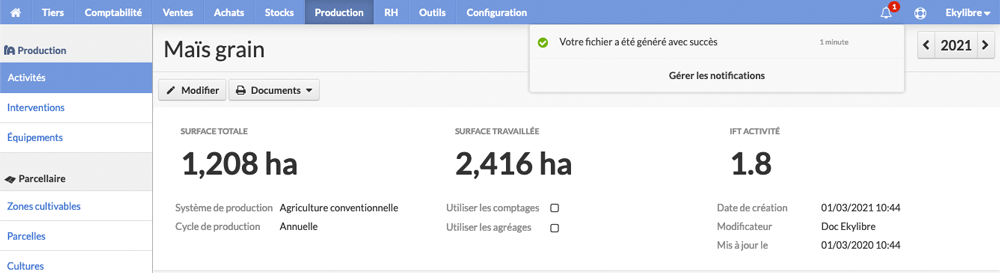 Tiers Comptabilité Ventes Achats Stocks Production RH Outils Configuration 1 Ekylibre
Production
Activités
Interventions
Équipements
Parcellaire
Zones cultivables
Parcelles
Cultures
Maïs grain
Votre fichier a été généré avec succès 1 minute
Gérer les notifications
2021
Modifier Documents
SURFACE TOTALE SURFACE TRAVAILLÉE IFT ACTIVITÉ
1,208 ha 2,416 ha 1.8
Système de production Agriculture conventionnelle Utiliser les comptages Date de création 01/03/2021 10:44
Cycle de production Annuelle Utiliser les agréages Modificateur Doc Ekylibre
Mis à jour le 01/03/2020 10:44